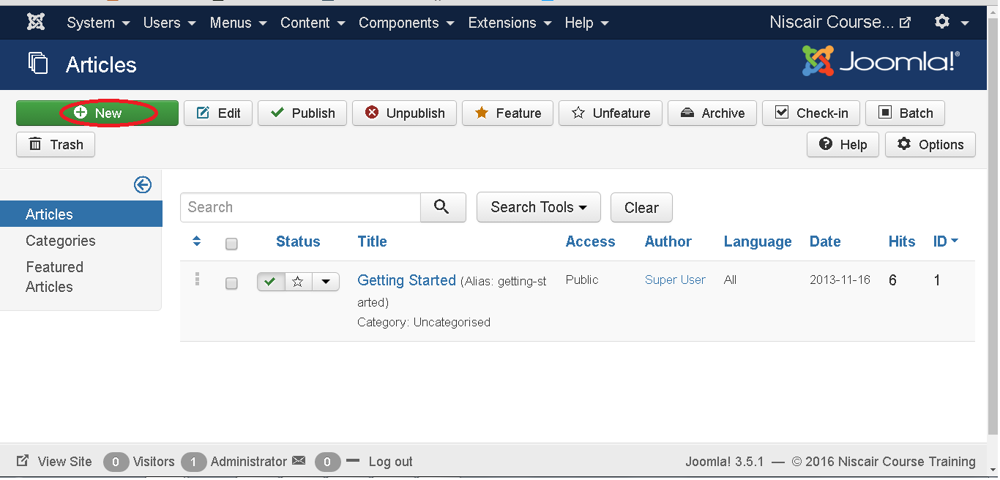 System Users Menus Content Components Extensions Help Niscair Course...
Articles Joomla!®
New Edit Publish Unpublish Feature Unfeature Archive Check-in Batch
Trash Help Options
Search Search Tools Clear
Articles
Categories
Featured
Articles
Status Title Access Author Language Date Hits ID
Getting Started (Alias: getting-st Public Super User All 2013-11-16 6 1
arted)
Category: Uncategorised
View Site 0 Visitors 1 Administrator 0 Log out Joomla! 3.5.1 — © 2016 Niscair Course Training